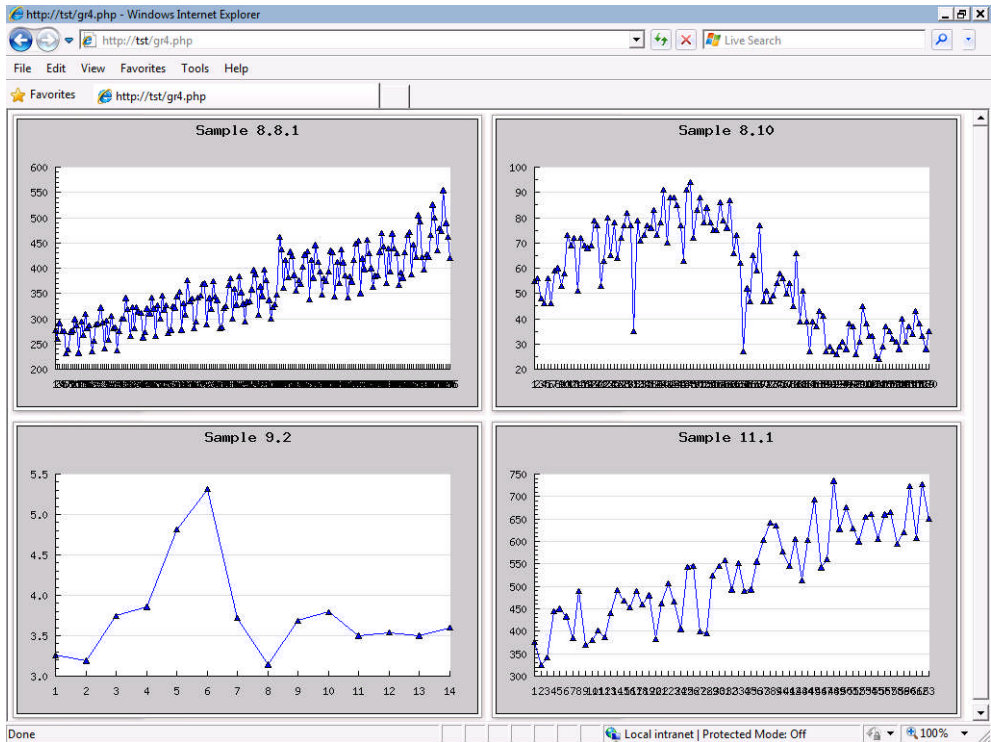 http://tst/gr4.php - Windows Internet Explorer
http://tst/gr4.php
Live Search
File Edit View Favorites Tools Help
Favorites
http://tst/gr4.php
Sample 8.8.1
600
550
500
450
400
350
300
250
200
Sample 8.10
100
90
80
70
60
50
40
30
20
Sample 9.2
5.5
5.0
4.5
4.0
3.5
3.0
1 2 3 4 5 6 7 8 9 10 11 12 13 14
Sample 11.1
750
700
650
600
550
500
450
400
350
300
Done
Local intranet | Protected Mode: Off
100%